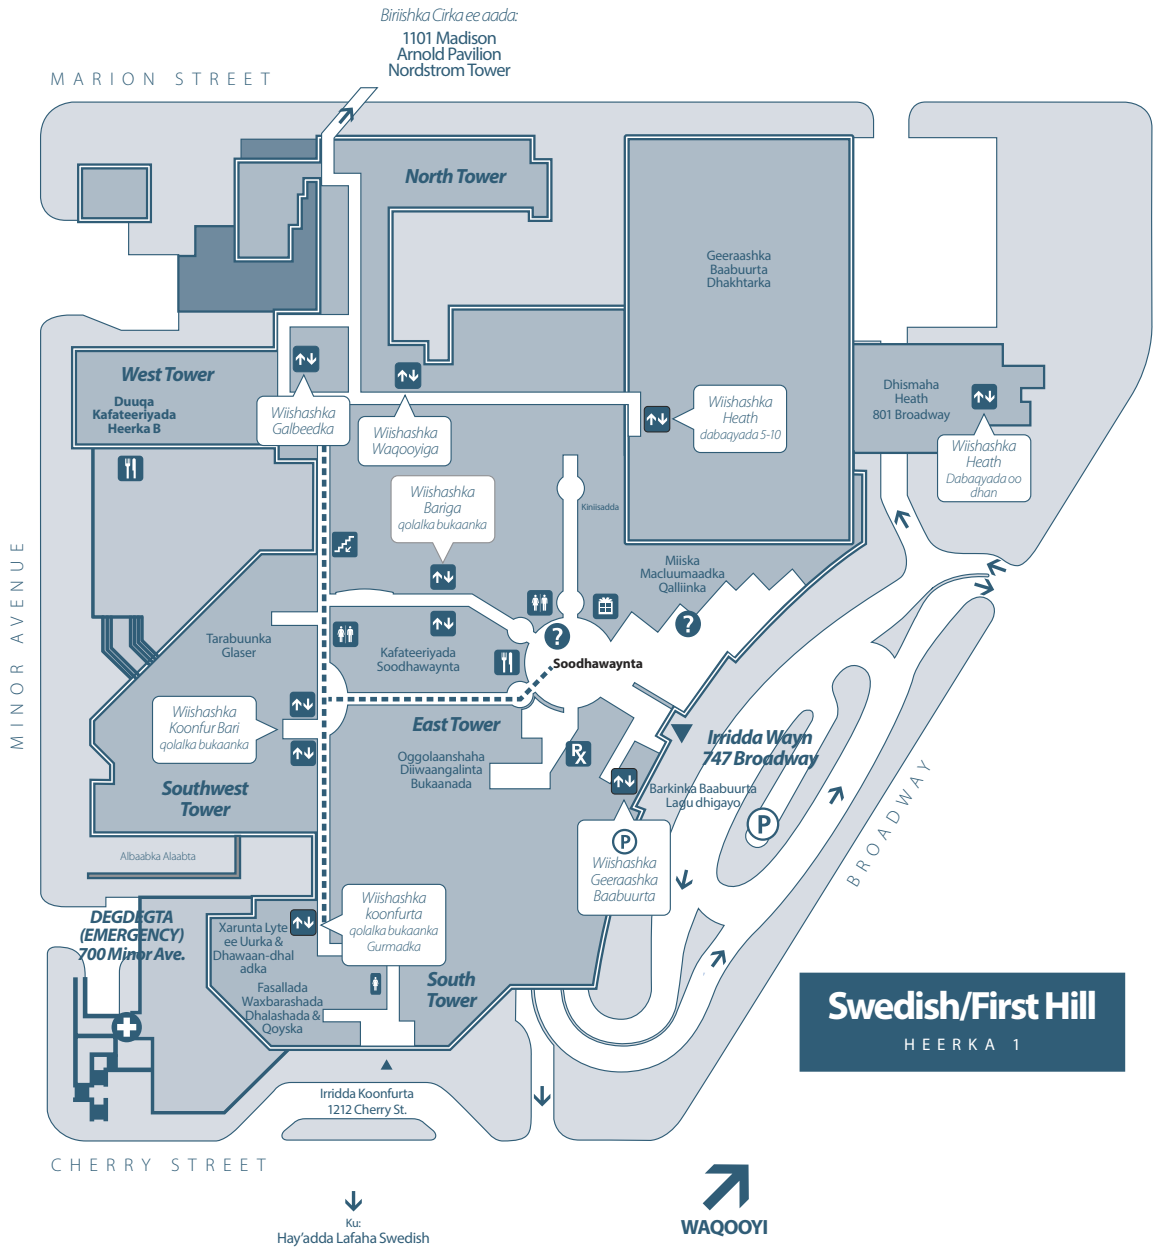 Biriishka Cirka ee aada:
1101 Madison
Arnold Pavilion
Nordstrom Tower
MARION STREET
North Tower
Geeraashka
Baabuurta
Dhakhtarka
West Tower
Duuqa
Kafateeriyada
Heerka B
Wiishashka
Galbeedka
Wiishashka
Waqooyiga
Wiishashka
Heath
dabaqyada 5-10
Dhismaha
Heath
801 Broadway
Wiishashka
Heath
Dabaqyada oo
dhan
Wiishashka
Bariga
qolalka bukaanka
Kiniisadda
Miiska
Macluumaadka
Qalliinka
?
?
MINOR AVENUE
Tarabuunka
Glaser
Kafateeriyada
Soodhawaynta
Soodhawaynta
Wiishashka
Koonfur Bari
qolalka bukaanka
East Tower
Oggolaanshaha
Diiwaangalinta
Bukaanada
Rx
Irridda Wayn
747 Broadway
Barkinka Baabuurta
Lagu dhigayo
P
Southwest
Tower
BROADWAY
P
Wiishashka
Geeraashka
Baabuurta
Albaabka Alaabta
DEGDEGTA
(EMERGENCY)
700 Minor Ave.
Xarunta Lyte
ee Uurka &
Dhawaan-dhal
adka
Fasallada
Waxbarashada
Dhalashada &
Qoyska
Wiishashka
koonfurta
qolalka bukaanka
Gurmadka
South
Tower
Swedish/First Hill
HEERKA 1
Irridda Koonfurta
1212 Cherry St.
CHERRY STREET
Ku:
Hay'adda Lafaha Swedish
WAQOOYI